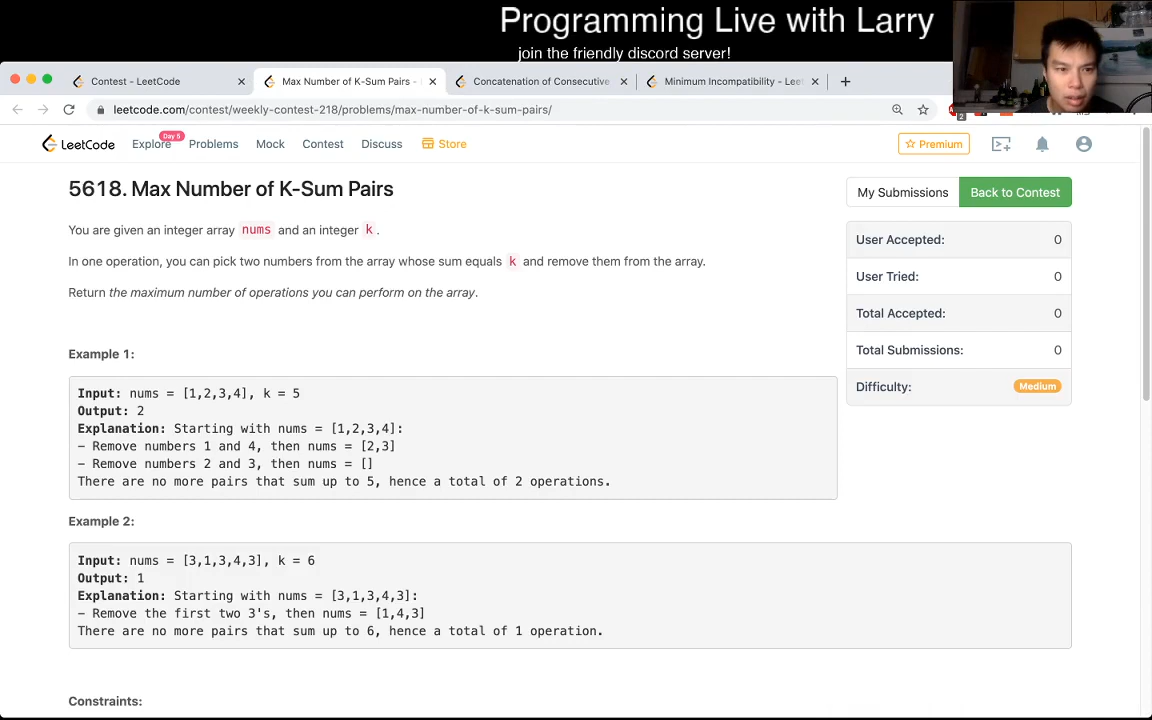 Programming Live with Larry
join the friendly discord server!
Contest - LeetCode
Max Number of K-Sum Pairs -
Concatenation of Consecutive
Minimum Incompatibility - Leet
leetcode.com/contest/weekly-contest-218/problems/max-number-of-k-sum-pairs/
2
LeetCode
Explore
Day 5
Problems
Mock
Contest
Discuss
Store
Premium
5618. Max Number of K-Sum Pairs
My Submissions
Back to Contest
You are given an integer array nums and an integer k.
In one operation, you can pick two numbers from the array whose sum equals k and remove them from the array.
Return the maximum number of operations you can perform on the array.
User Accepted: 0
User Tried: 0
Total Accepted: 0
Total Submissions: 0
Difficulty: Medium
Example 1:
Input: nums = [1,2,3,4], k = 5
Output: 2
Explanation: Starting with nums = [1,2,3,4]:
- Remove numbers 1 and 4, then nums = [2,3]
- Remove numbers 2 and 3, then nums = []
There are no more pairs that sum up to 5, hence a total of 2 operations.
Example 2:
Input: nums = [3,1,3,4,3], k = 6
Output: 1
Explanation: Starting with nums = [3,1,3,4,3]:
- Remove the first two 3's, then nums = [1,4,3]
There are no more pairs that sum up to 6, hence a total of 1 operation.
Constraints: